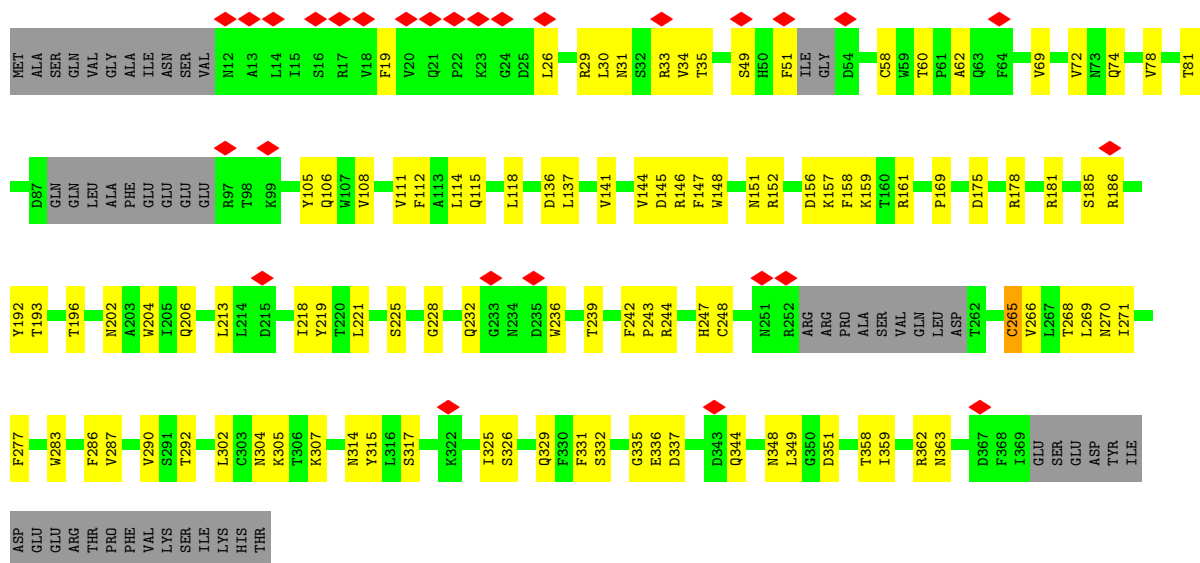 MET ALA SER GLN VAL GLY ALA ILE ASN SER VAL N12 A13 L14 I15 S16 R17 V18 F19 V20 Q21 P22 K23 G24 D25 L26 R29 L30 N31 S32 R33 V34 T35 S49 H50 F51 ILE GLY D54 C58 W59 T60 P61 A62 Q63 F64 V69 V72 N73 Q74 V78 T81
D87 GLN GLN LEU ALA PHE GLU GLU GLU GLU R97 T98 K99 Y105 Q106 W107 V108 V111 F112 A113 L114 Q115 L118 D136 L137 V141 V144 D145 R146 F147 W148 N151 R152 D156 K157 F158 K159 T160 R161 P169 D175 R178 R181 S185 R186
Y192 T193 T196 N202 A203 W204 I205 Q206 L213 L214 D215 I218 Y219 T220 L221 S225 G228 Q232 G233 N234 D235 W236 T239 F242 P243 R244 H247 C248 N251 R252 ARG ARG PRO ALA SER VAL GLN LEU ASP T262 C265 V266 L267 T268 L269 N270 I271
F277 W283 F286 V287 V290 S291 T292 L302 C303 N304 K305 T306 K307 N314 Y315 L316 S317 K322 I325 S326 Q329 F330 F331 S332 G335 E336 D337 D343 Q344 N348 L349 G350 D351 T358 I359 R362 N363 D367 F368 I369 GLU SER GLU ASP TYR ILE
ASP GLU GLU ARG THR PRO PHE VAL LYS SER ILE LYS HIS THR